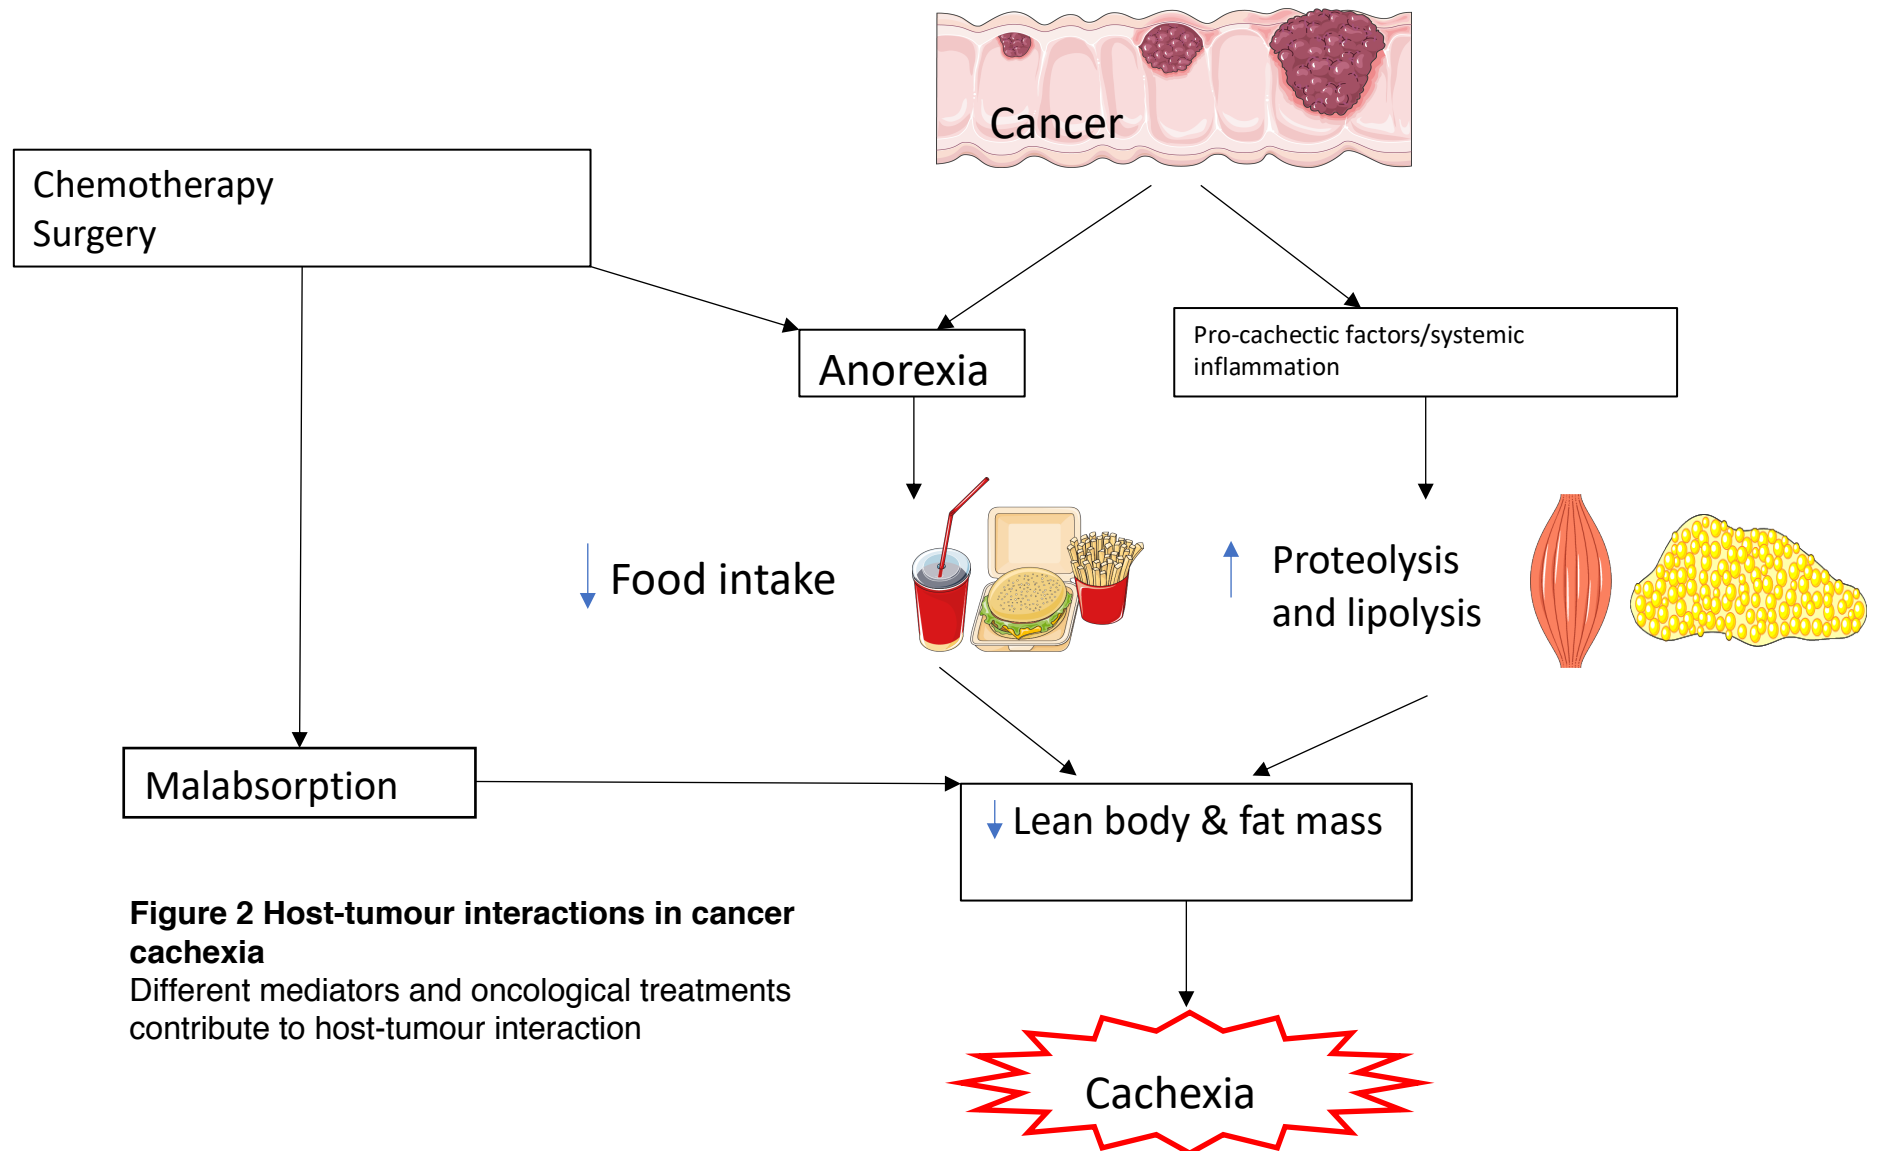 Cancer
Chemotherapy
Surgery
Anorexia
Pro-cachectic factors/systemic
inflammation
Food intake
Proteolysis
and lipolysis
Malabsorption
Lean body & fat mass
Figure 2 Host-tumour interactions in cancer
cachexia
Different mediators and oncological treatments
contribute to host-tumour interaction
Cachexia